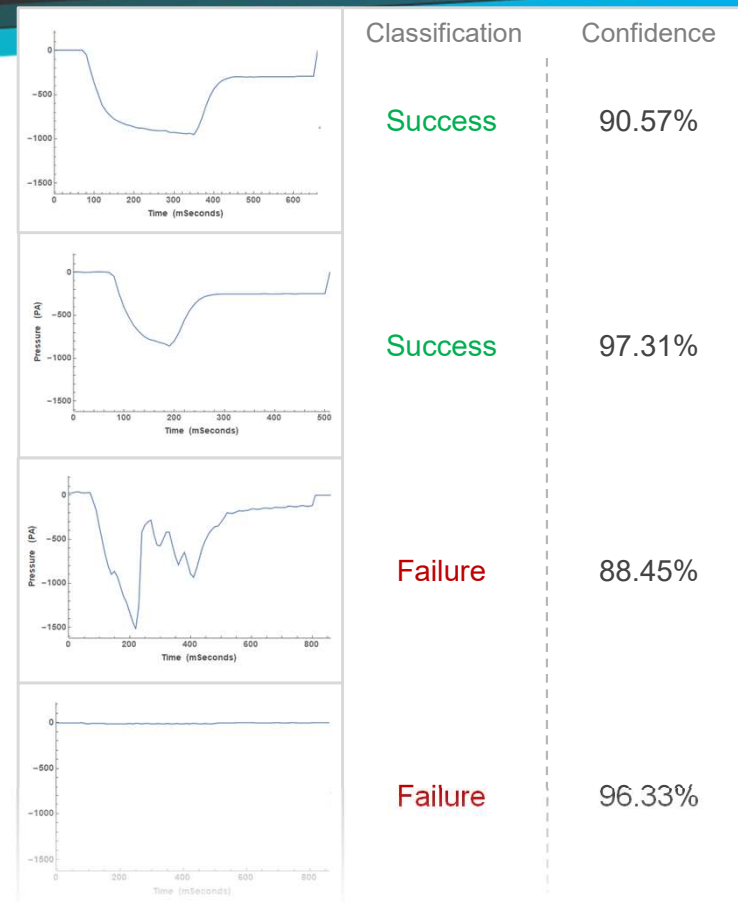 Classification Confidence
0
−500
−1000
−1500
0 100 200 300 400 500 600
Time (mSeconds)
Success 90.57%
Pressure (PA)
0
−500
−1000
−1500
0 100 200 300 400 500
Time (mSeconds)
Success 97.31%
Pressure (PA)
0
−500
−1000
−1500
0 200 400 600 800
Time (mSeconds)
Failure 88.45%
0
−500
−1000
−1500
0 200 400 600 800
Time (mSeconds)
Failure 96.33%